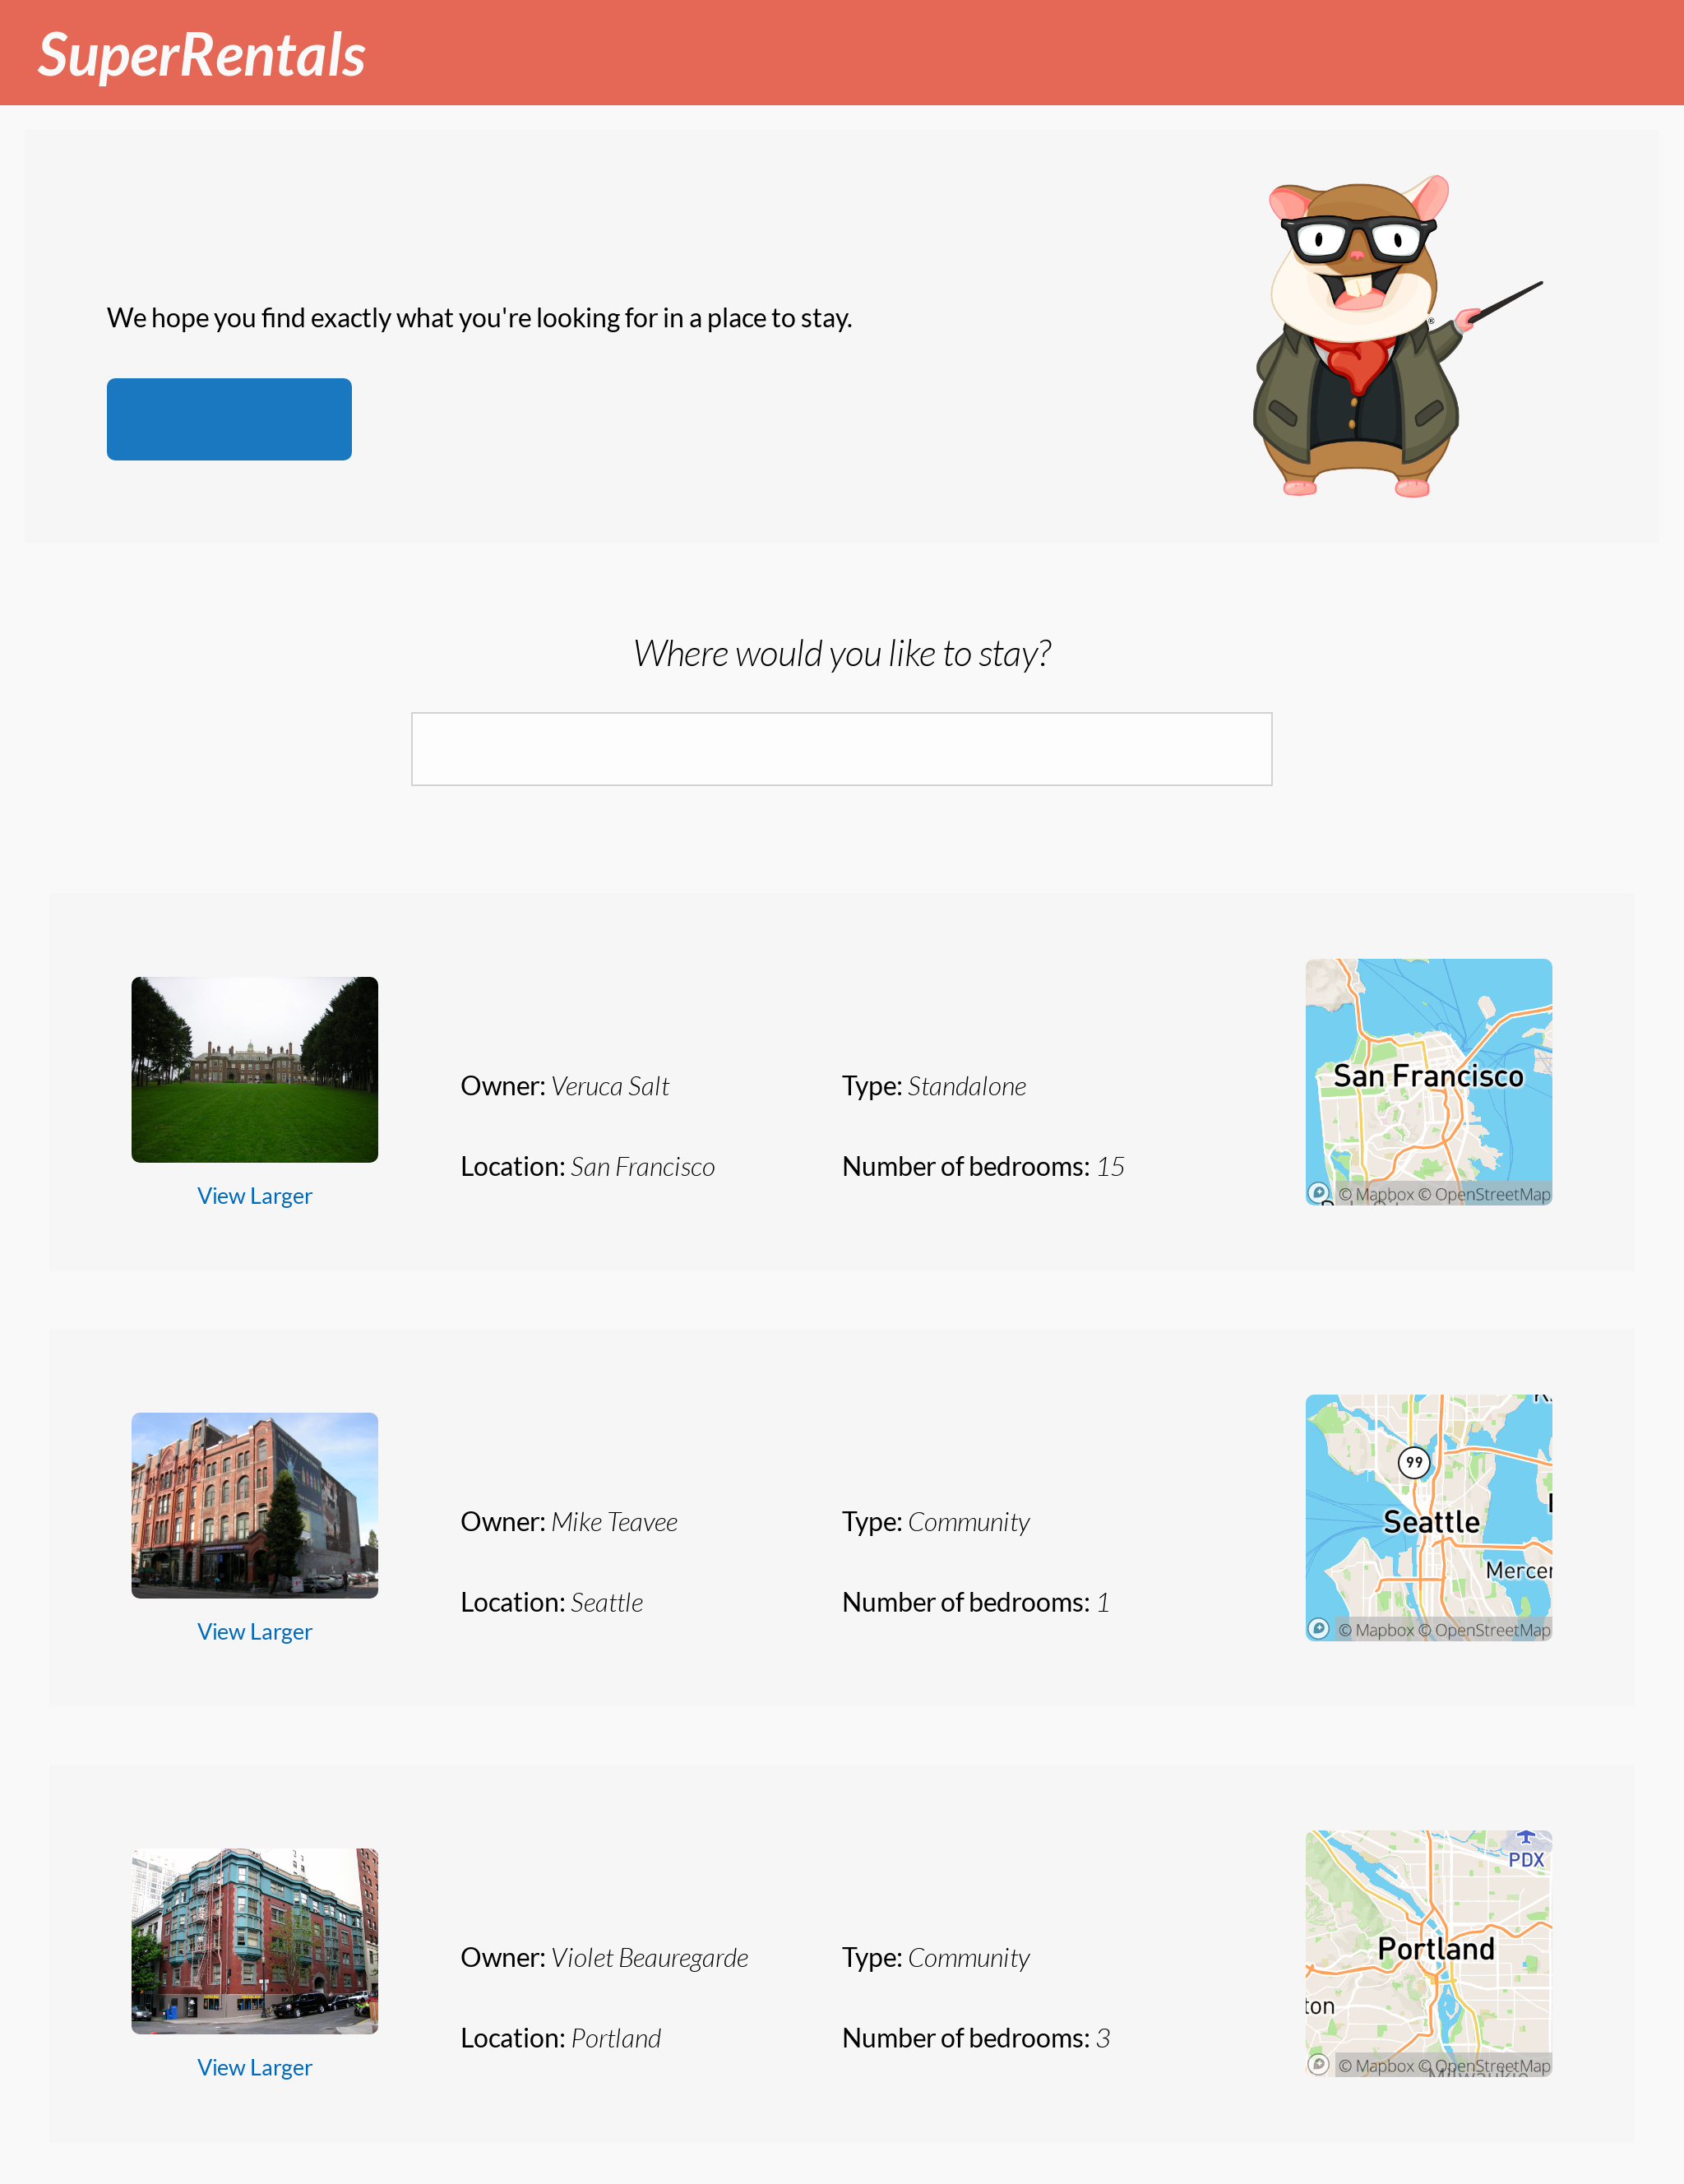 SuperRentals
We hope you find exactly what you're looking for in a place to stay.
®
Where would you like to stay?
San Francisco
Owner: Veruca Salt
Type: Standalone
Location: San Francisco
Number of bedrooms: 15
View Larger
© Mapbox © OpenStreetMap
99
Seattle
Mercer
Owner: Mike Teavee
Type: Community
Location: Seattle
Number of bedrooms: 1
View Larger
© Mapbox © OpenStreetMap
PDX
Portland
ton
Owner: Violet Beauregarde
Type: Community
Location: Portland
Number of bedrooms: 3
View Larger
© Mapbox © OpenStreetMap